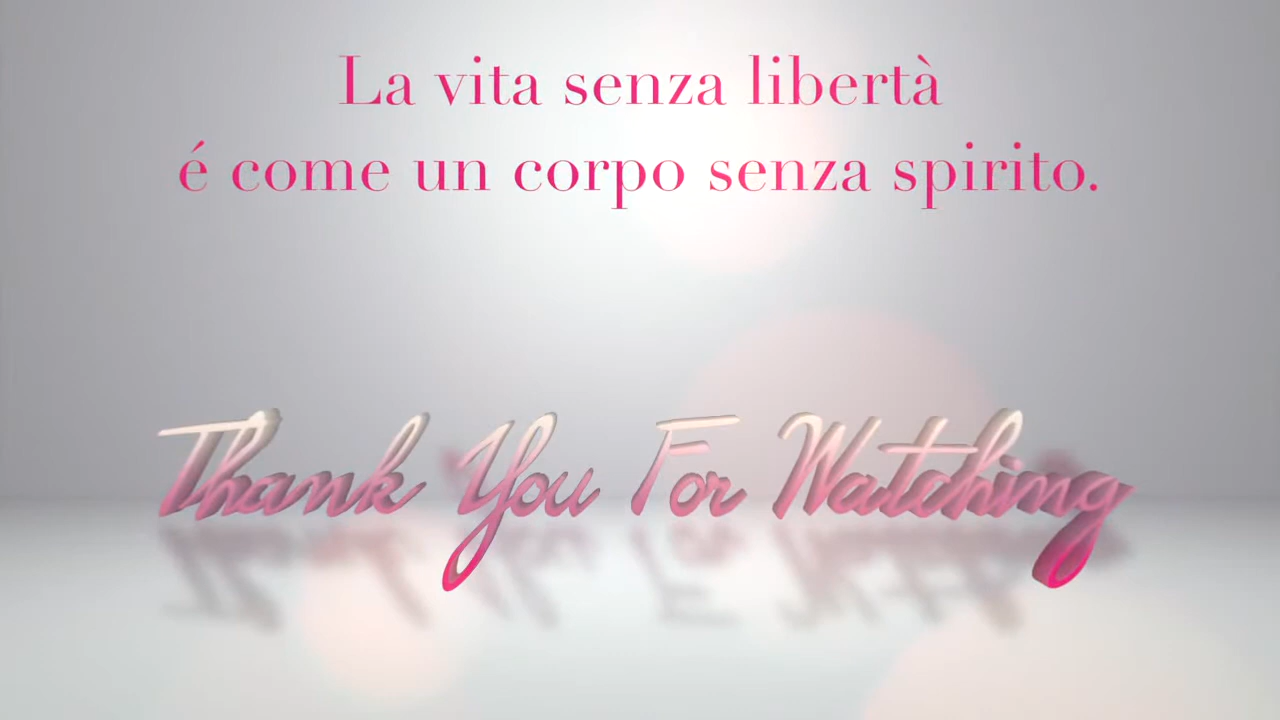 La vita senza libertà
é come un corpo senza spirito.
Thank You For Watching